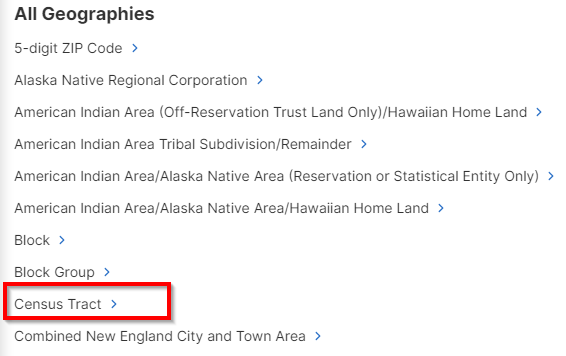 All Geographies
5-digit ZIP Code
Alaska Native Regional Corporation
American Indian Area (Off-Reservation Trust Land Only)/Hawaiian Home Land
American Indian Area Tribal Subdivision/Remainder
American Indian Area/Alaska Native Area (Reservation or Statistical Entity Only)
American Indian Area/Alaska Native Area/Hawaiian Home Land
Block
Block Group
Census Tract
Combined New England City and Town Area